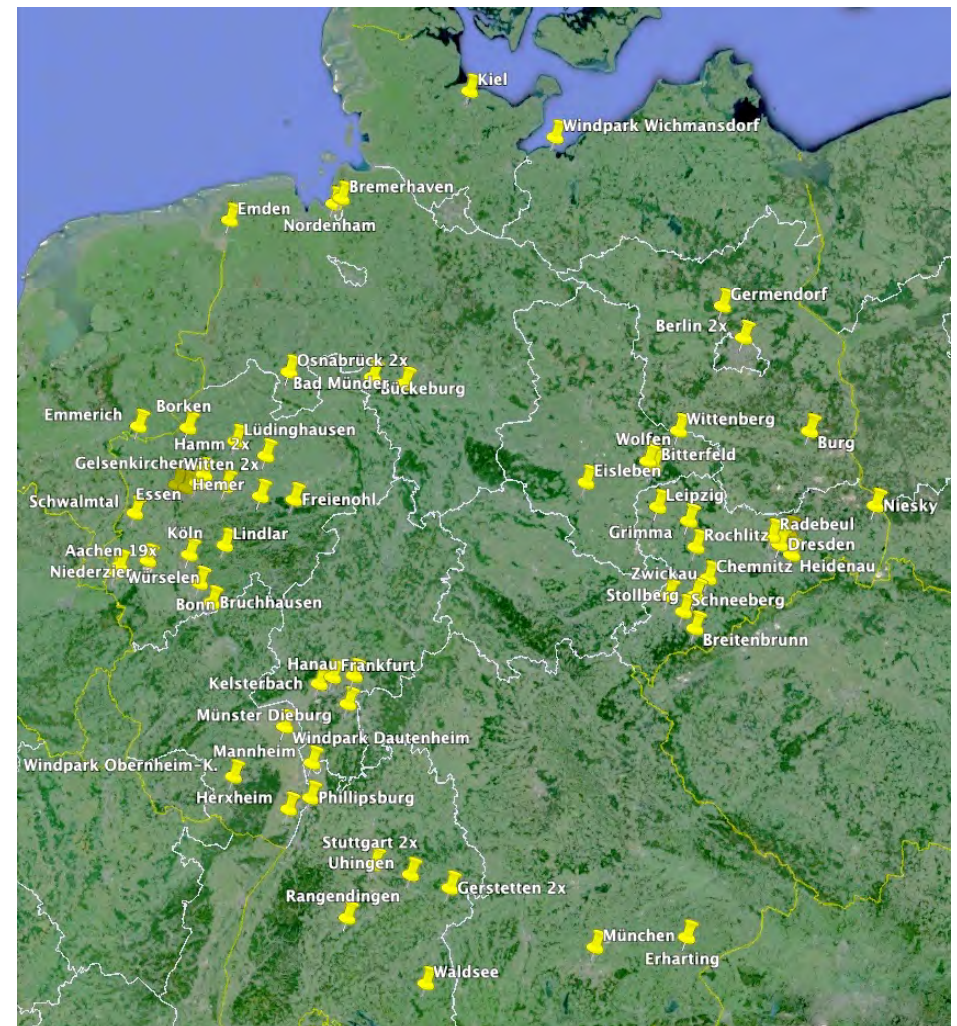 Kiel
Windpark Wichmansdorf
Bremerhaven
Emden
Nordenham
Germendorf
Berlin 2x
Osnabrück 2x
Bad Münder
Bückeburg
Emmerich
Borken
Wittenberg
Lüdinghausen
Wolfen
Burg
Hamm 2x
Bitterfeld
Gelsenkirchen
Witten 2x
Eisleben
Hemer
Schwalmtal
Essen
Freienohl
Leipzig
Niesky
Grimma
Radebeul
Köln
Lindlar
Rochlitz
Dresden
Aachen 19x
Niederzier
Würselen
Zwickau
Chemnitz
Heidenau
Bonn
Bruchhausen
Stollberg
Schneeberg
Breitenbrunn
Hanau
Frankfurt
Kelsterbach
Münster Dieburg
Windpark Dautenheim
Mannheim
Windpark Obernheim-K.
Herxheim
Phillipsburg
Stuttgart 2x
Uhingen
Gerstetten 2x
Rangendingen
München
Erharting
Waldsee